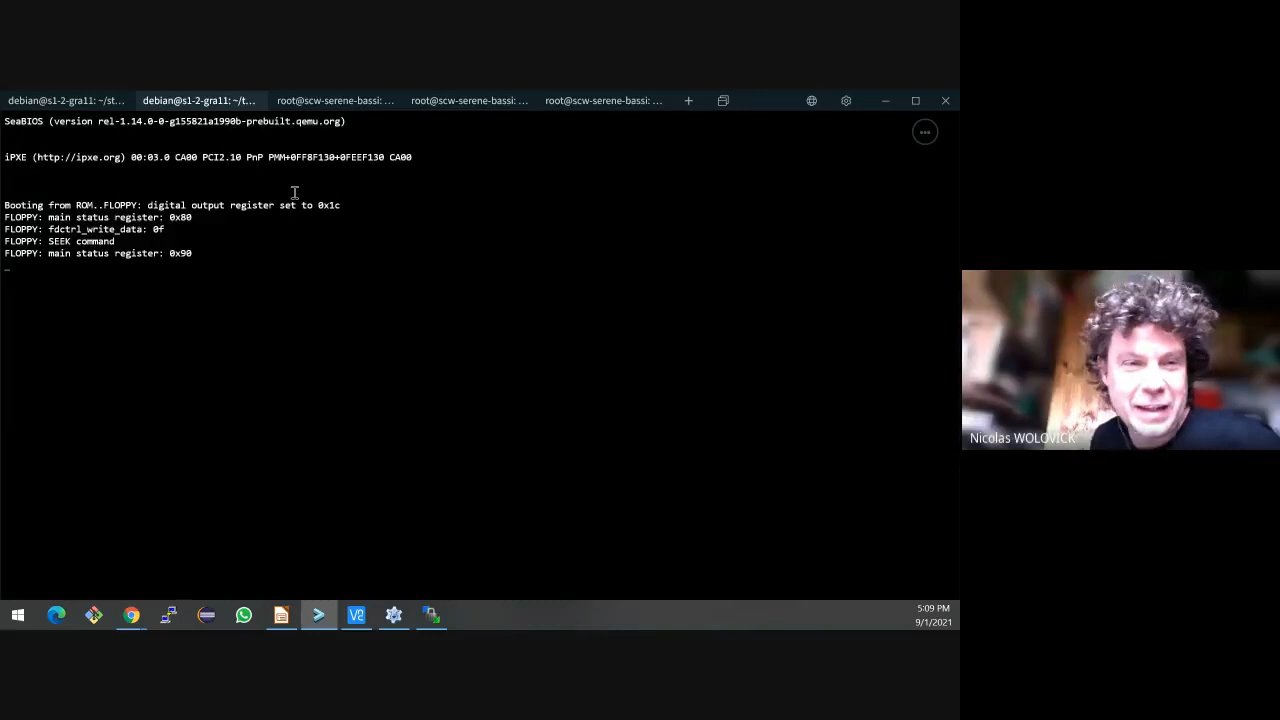 debian@s1-2-gra11: ~/st...
debian@s1-2-gra11: ~/t...
root@scw-serene-bassi: ...
root@scw-serene-bassi: ...
root@scw-serene-bassi: ...
SeaBIOS (version rel-1.14.0-0-g155821a1990b-prebuilt.qemu.org)
iPXE (http://ipxe.org) 00:03.0 CA00 PCI2.10 PnP PMM+0FF8F130+0FEEF130 CA00
Booting from ROM..FLOPPY: digital output register set to 0x1c
FLOPPY: main status register: 0x80
FLOPPY: fdctrl_write_data: 0f
FLOPPY: SEEK command
FLOPPY: main status register: 0x90
Nicolas WOLOVICK
V2
5:09 PM
9/1/2021